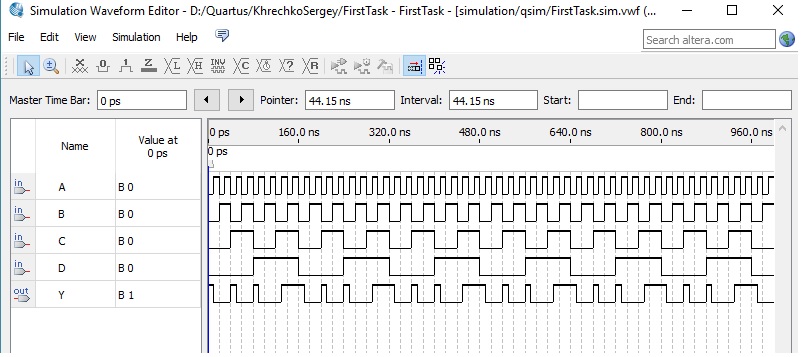 Simulation Waveform Editor - D:/Quartus/KhrechkoSergey/FirstTask - FirstTask - [simulation/qsim/FirstTask.sim.vwf (...
File Edit View Simulation Help Search altera.com
Master Time Bar: 0 ps Pointer: 44.15 ns Interval: 44.15 ns Start: End:
Name Value at 0 ps 0 ps 160.0 ns 320.0 ns 480.0 ns 640.0 ns 800.0 ns 960.0 ns
0 ps
in A B 0
in B B 0
in C B 0
in D B 0
out Y B 1